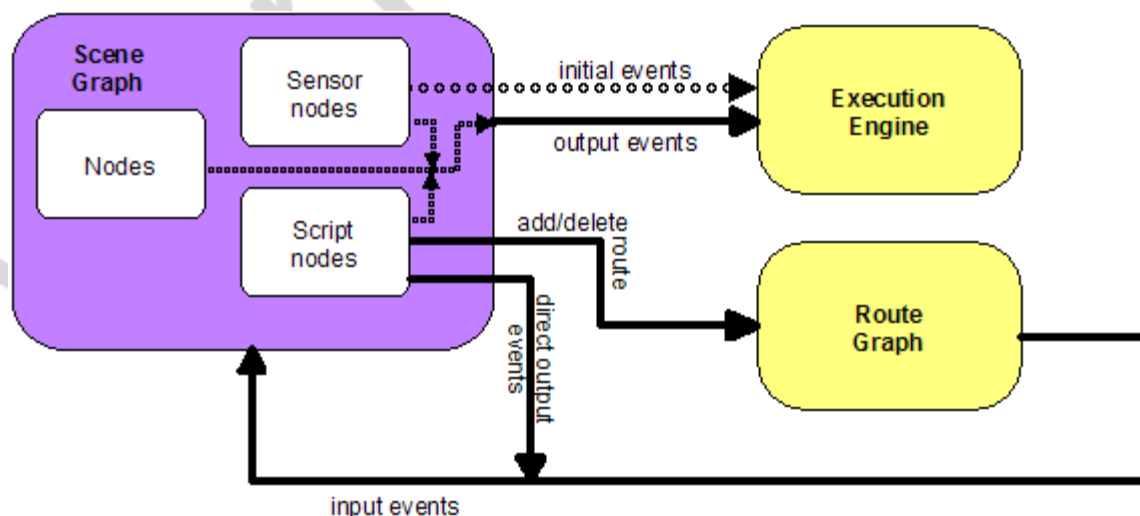 Scene
Graph
Sensor
nodes
Nodes
Script
nodes
initial events
output events
Execution
Engine
add/delete
route
direct output
events
Route
Graph
input events